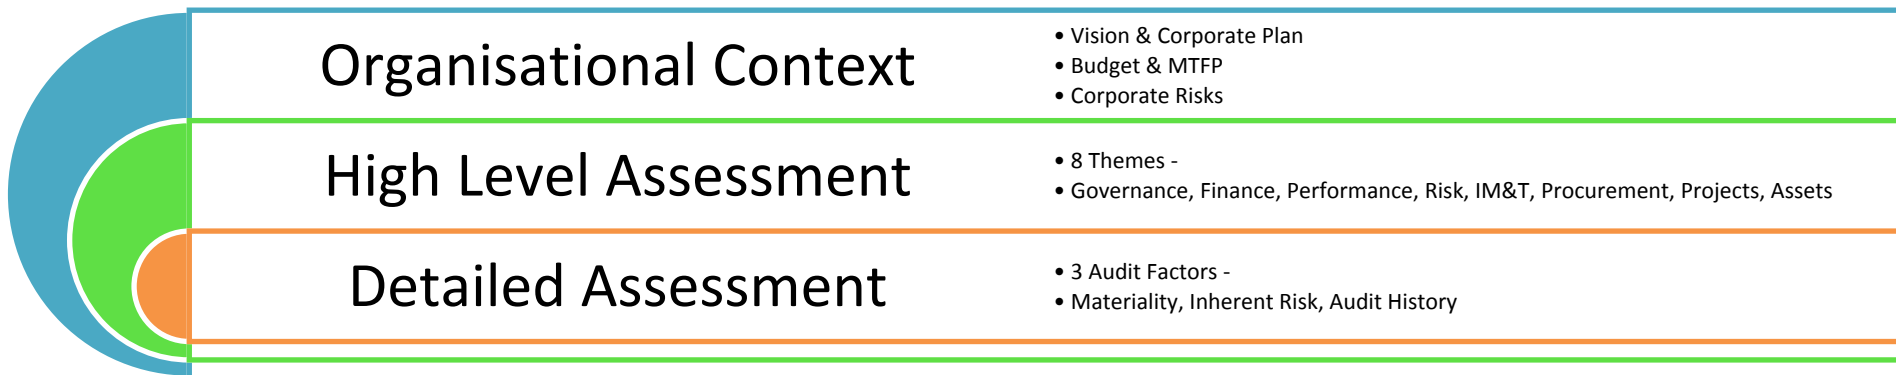 Organisational Context
• Vision & Corporate Plan
• Budget & MTFP
• Corporate Risks
High Level Assessment
• 8 Themes -
• Governance, Finance, Performance, Risk, IM&T, Procurement, Projects, Assets
Detailed Assessment
• 3 Audit Factors -
• Materiality, Inherent Risk, Audit History